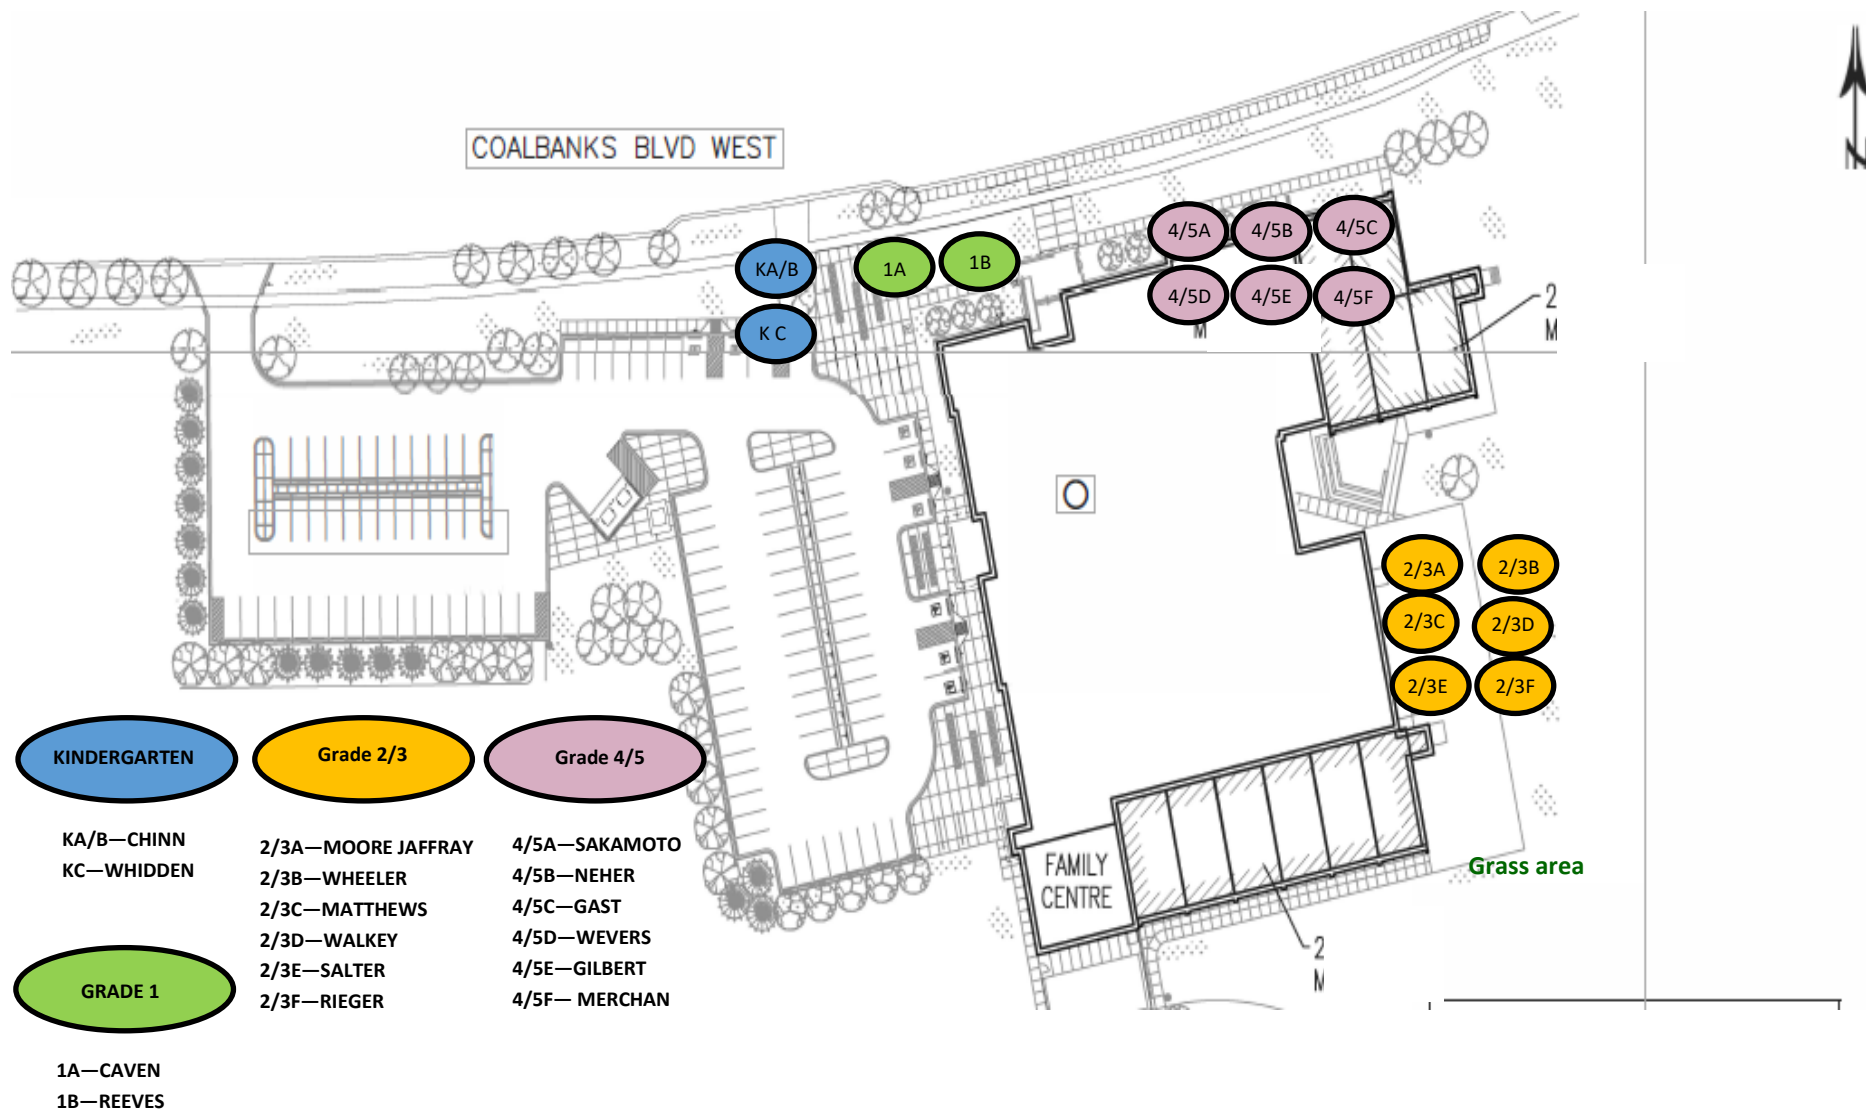 COALBANKS BLVD WEST
N
KA/B
1A
1B
4/5A
4/5B
4/5C
K C
4/5D
4/5E
4/5F
M
2
M
O
2/3A
2/3B
2/3C
2/3D
2/3E
2/3F
KINDERGARTEN
Grade 2/3
Grade 4/5
KA/B—CHINN
KC—WHIDDEN
2/3A—MOORE JAFFRAY
2/3B—WHEELER
2/3C—MATTHEWS
2/3D—WALKEY
2/3E—SALTER
2/3F—RIEGER
4/5A—SAKAMOTO
4/5B—NEHER
4/5C—GAST
4/5D—WEVERS
4/5E—GILBERT
4/5F— MERCHAN
FAMILY
CENTRE
Grass area
2
M
GRADE 1
1A—CAVEN
1B—REEVES